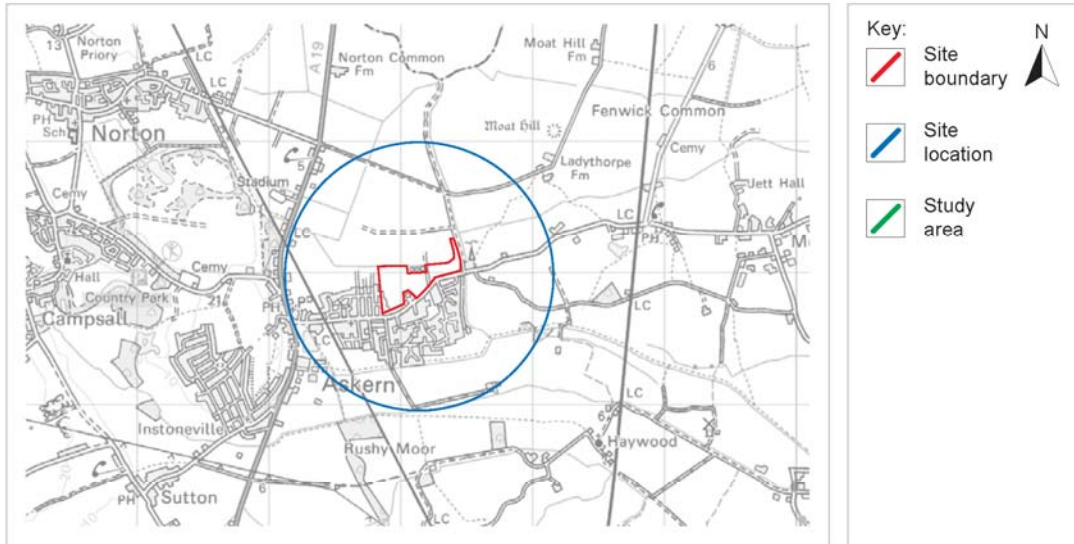 13
Norton
Priory
LC
A 19
Norton Common
Fm
Moat Hill
Fm
6
LC
PH
Sch
Norton
Fenwick Common
Moat Hill
Cemy
5
Ladythorpe
Fm
Stadium
Cemy
LC
Jett Hall
LC
PH
Hall
Cemy
Country Park
21
PH
Campsall
LC
LC
Askern
Instoneville
LC
6
Rushy Moor
Haywood
PH
Sutton
6
LC
Key:
N
Site
boundary
Site
location
Study
area